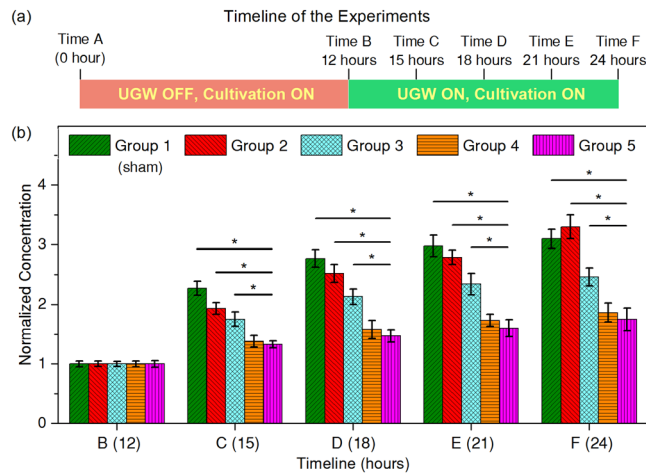 (a)
Timeline of the Experiments
Time A
(0 hour)
Time B
12 hours
Time C
15 hours
Time D
18 hours
Time E
21 hours
Time F
24 hours
UGW OFF, Cultivation ON
UGW ON, Cultivation ON
(b)
Group 1
(sham)
Group 2
Group 3
Group 4
Group 5
Normalized Concentration
4
3
2
1
0
*
*
*
*
*
*
*
*
*
*
*
*
B (12)
C (15)
D (18)
E (21)
F (24)
Timeline (hours)